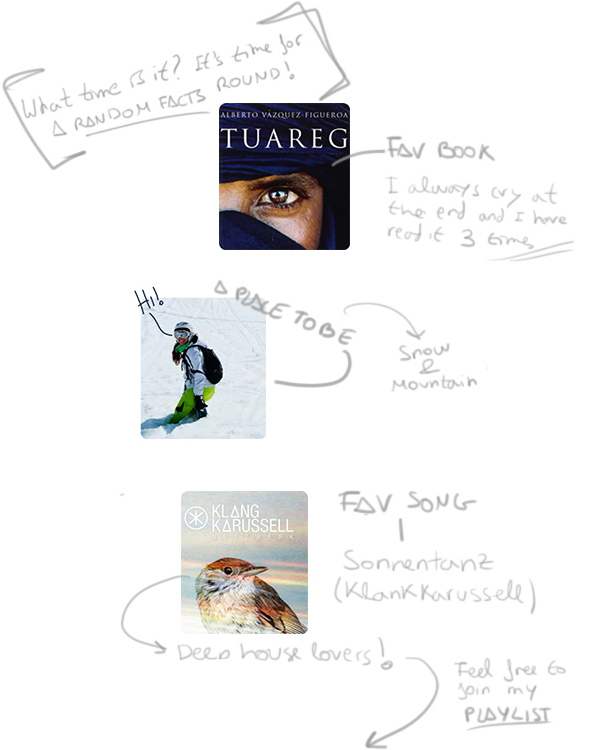 What time is it? It's time for
A RANDOM FACTS ROUND!
ALBERTO VÁZQUEZ-FIGUEROA
TUAREG
FAV BOOK
I always cry at
the end and I have
read it 3 times
Hi!
A PLACE TO BE
Snow
&
Mountain
KLANG
KARUSSELL
FAV SONG
Sonnentanz
(KlankKarussell)
Deep house lovers!
Feel free to
join my
PLAYLIST